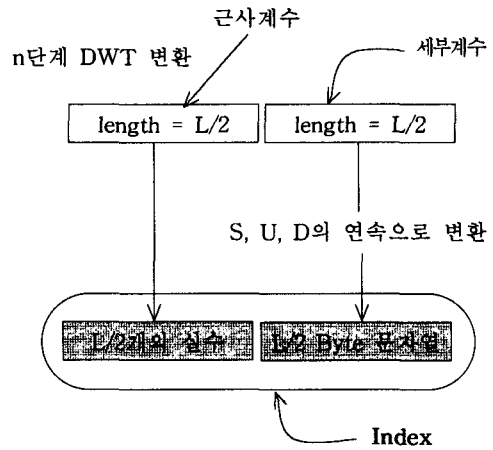 근사계수
n단계 DWT 변환
세부계수
length = L/2
length = L/2
S, U, D의 연속으로 변환
L/2개의 실수
L/2 Byte 문자열
Index